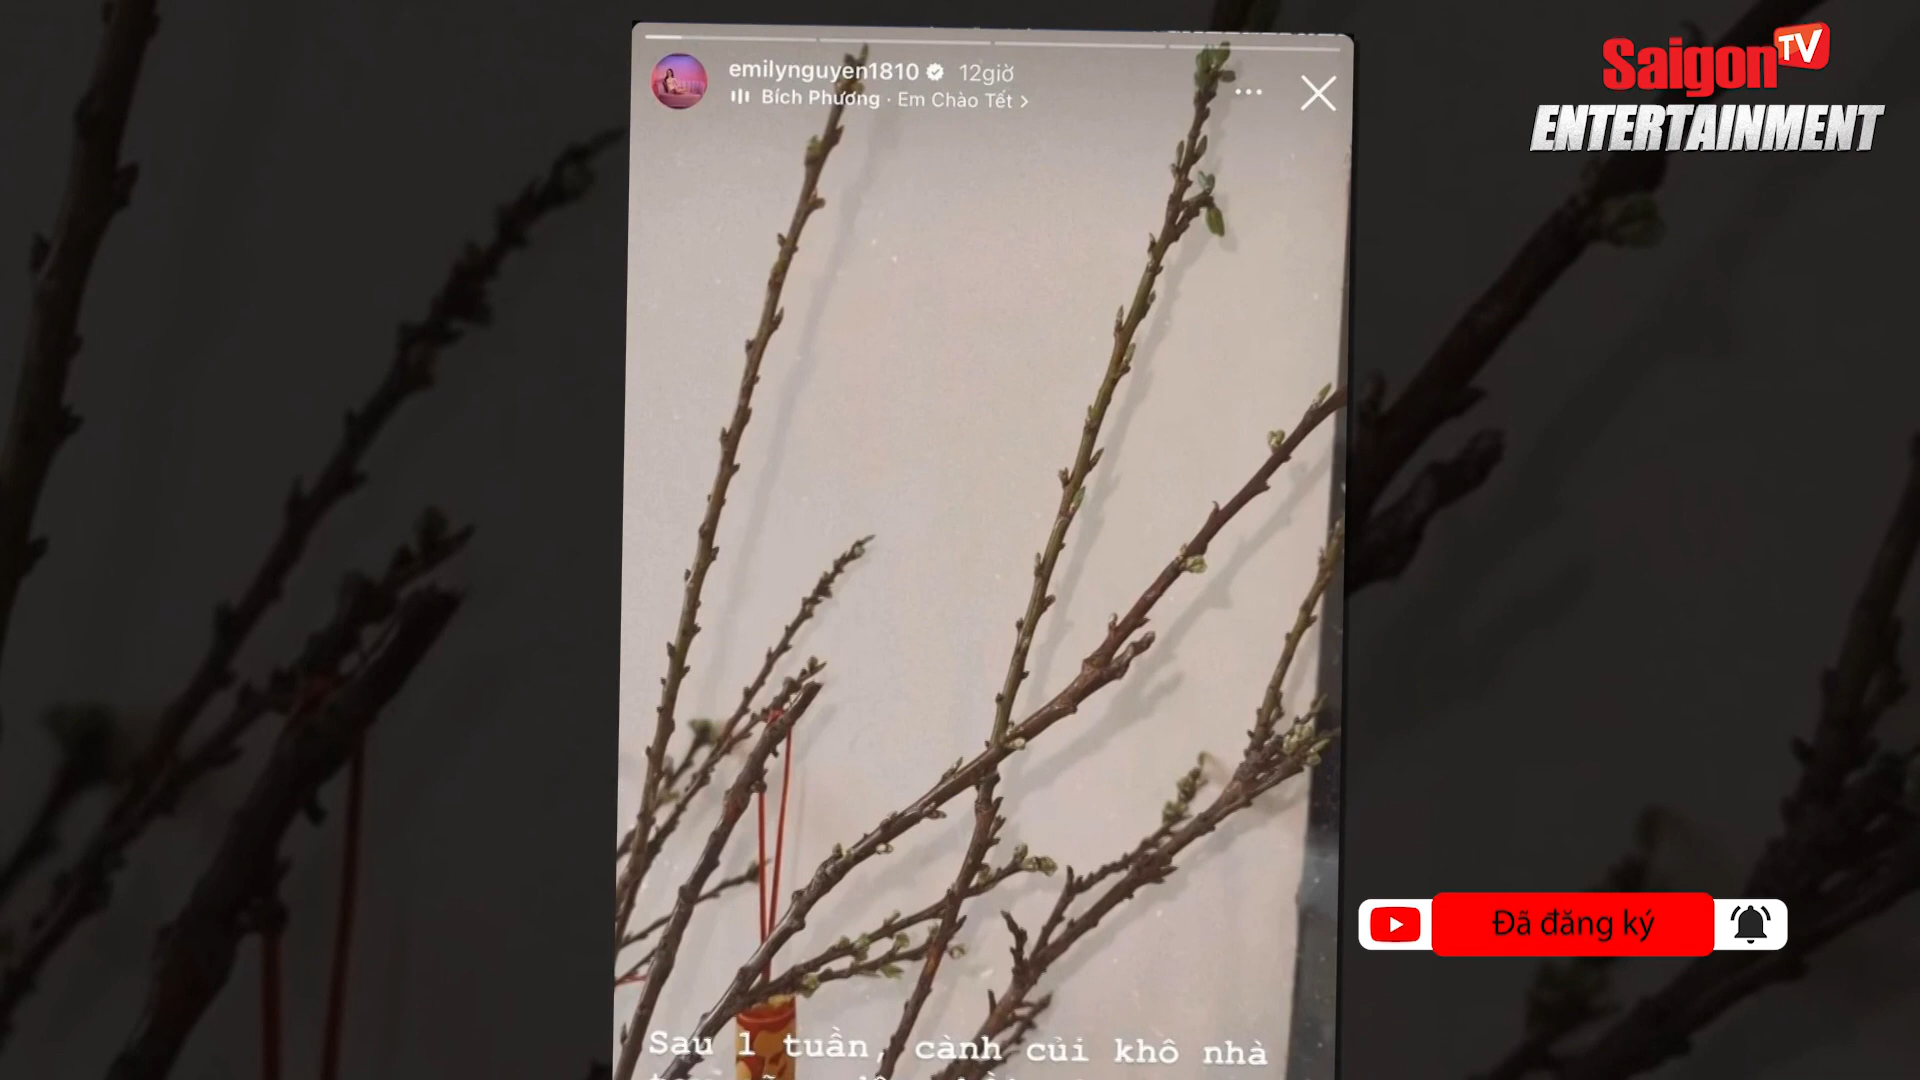 emilynguyen1810 12giờ
Bích Phương · Em Chào Tết >
Saigon TV
ENTERTAINMENT
Đã đăng ký
Sau 1 tuần, cành củi khô nhà